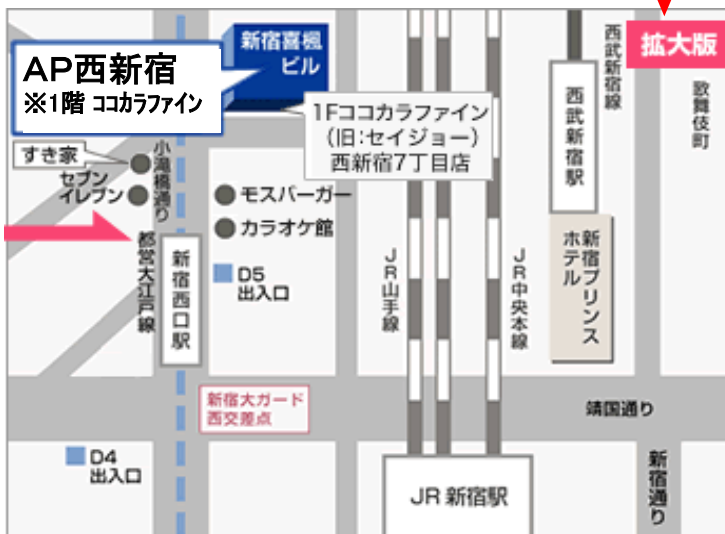 新宿喜楓
ビル
AP西新宿
※1階 ココカラファイン
拡大版
西武新宿線
歌舞伎町
西武新宿駅
1Fココカラファイン
(旧:セイジョー)
西新宿7丁目店
すき家
小滝橋通り
セブン
イレブン
モスバーガー
カラオケ館
都営大江戸線
新宿西口駅
D5
出入口
JR山手線
JR中央本線
新宿プリンス
ホテル
新宿大ガード
西交差点
靖国通り
D4
出入口
JR 新宿駅
新宿通り